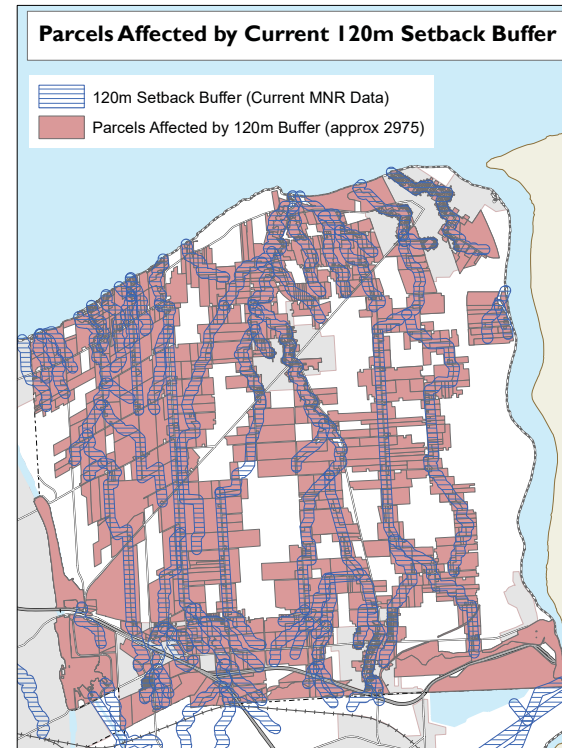 Parcels Affected by Current 120m Setback Buffer
120m Setback Buffer (Current MNR Data)
Parcels Affected by 120m Buffer (approx 2975)